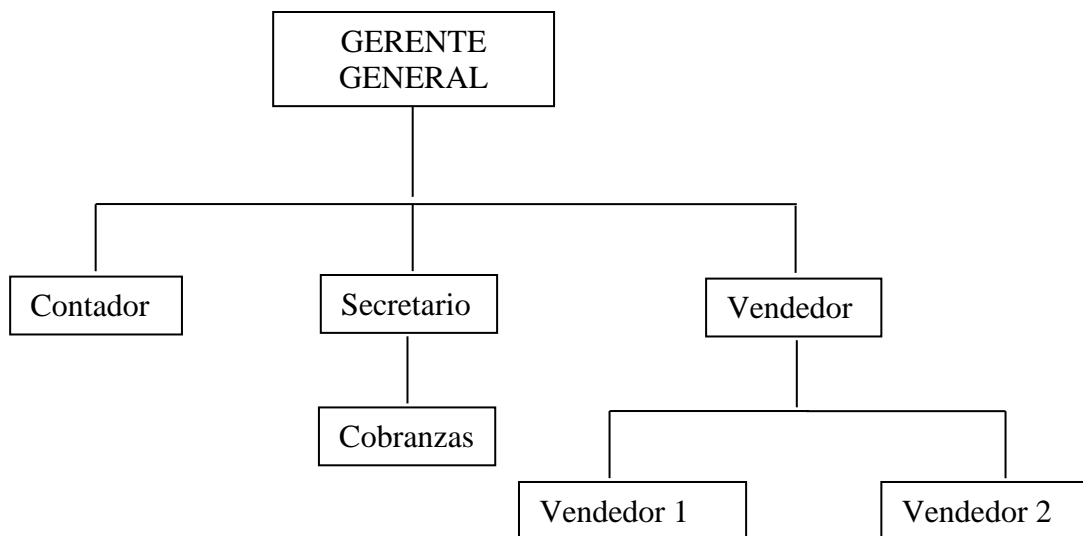 GERENTE
GENERAL
Contador
Secretario
Vendedor
Cobranzas
Vendedor 1
Vendedor 2